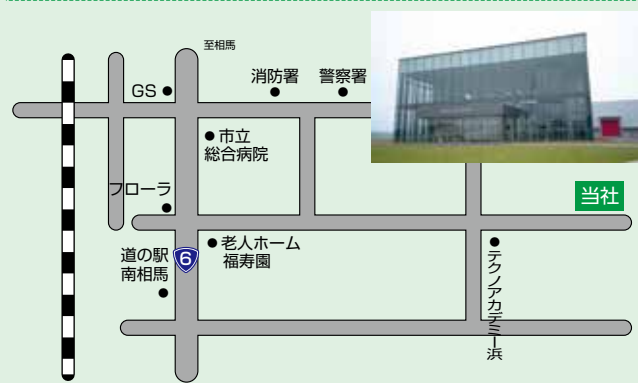 至相馬
GS
消防署
警察署
市立
総合病院
フローラ
当社
老人ホーム
福寿園
道の駅
南相馬
6
テクノアカデミー浜